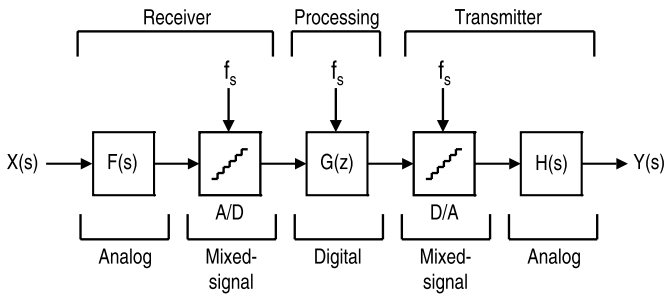 Receiver
Processing
Transmitter
fs
fs
fs
X(s)
F(s)
G(z)
H(s)
Y(s)
A/D
D/A
Analog
Mixed-
signal
Digital
Mixed-
signal
Analog